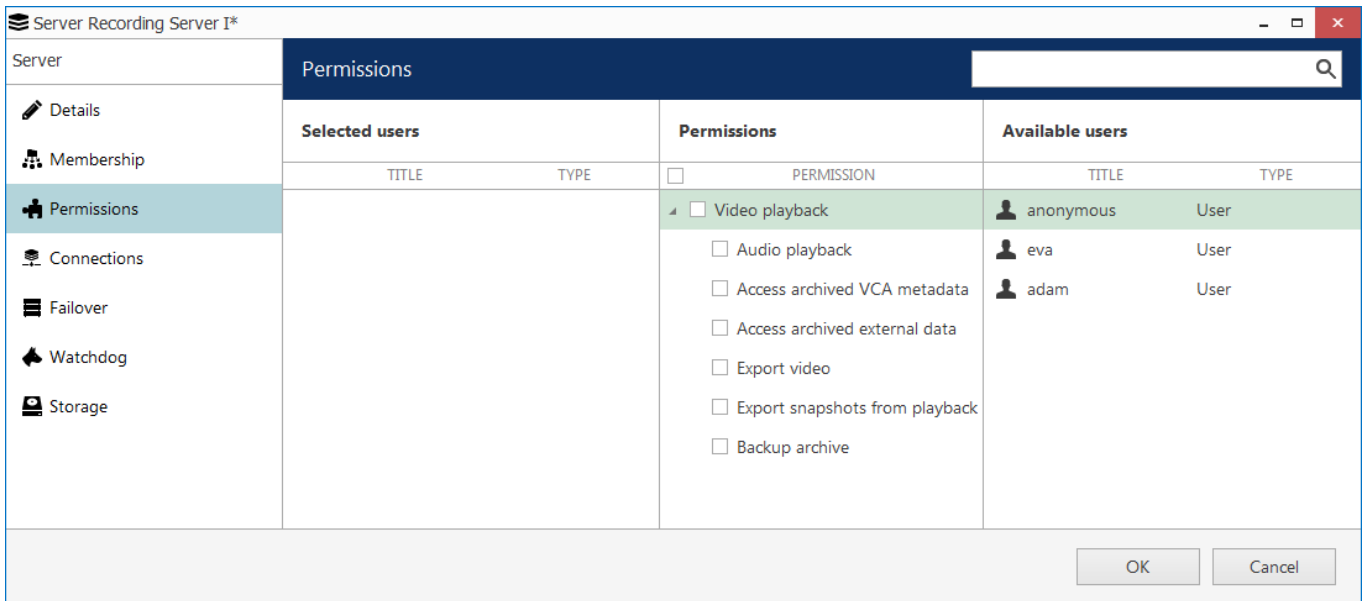 Server Recording Server I*
Server
Permissions
Details
Membership
Permissions
Connections
Failover
Watchdog
Storage
Selected users
TITLE TYPE
Permissions
PERMISSION
Video playback
Audio playback
Access archived VCA metadata
Access archived external data
Export video
Export snapshots from playback
Backup archive
Available users
TITLE TYPE
anonymous User
eva User
adam User
OK Cancel